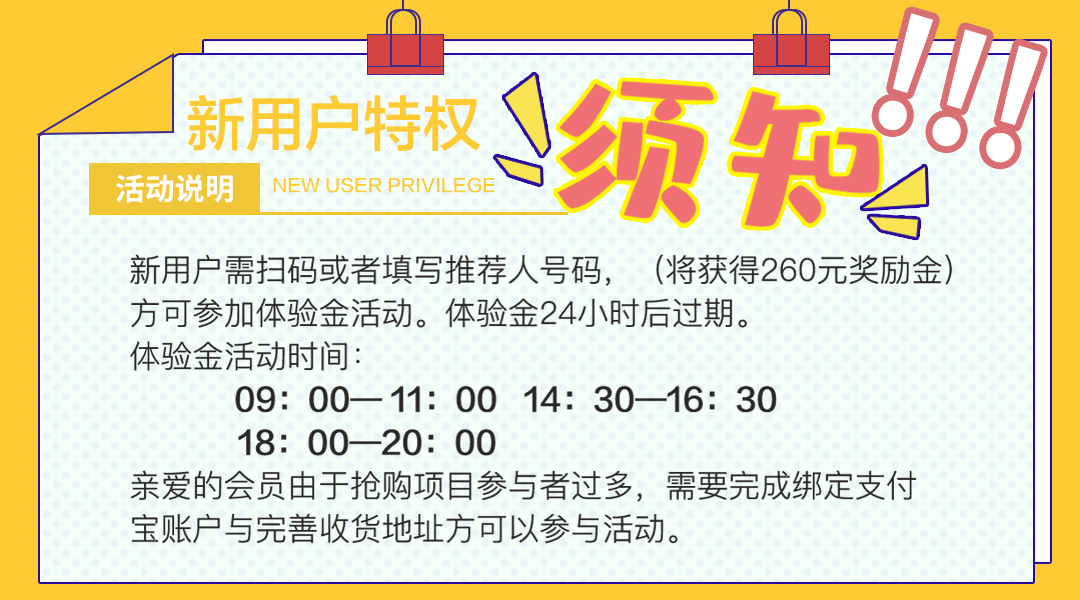 新用户特权
须知!!!
活动说明
NEW USER PRIVILEGE
新用户需扫码或者填写推荐人号码，（将获得260元奖励金）
方可参加体验金活动。体验金24小时后过期。
体验金活动时间：
09：00—11：00 14：30—16：30
18：00—20：00
亲爱的会员由于抢购项目参与者过多，需要完成绑定支付
宝账户与完善收货地址方可以参与活动。